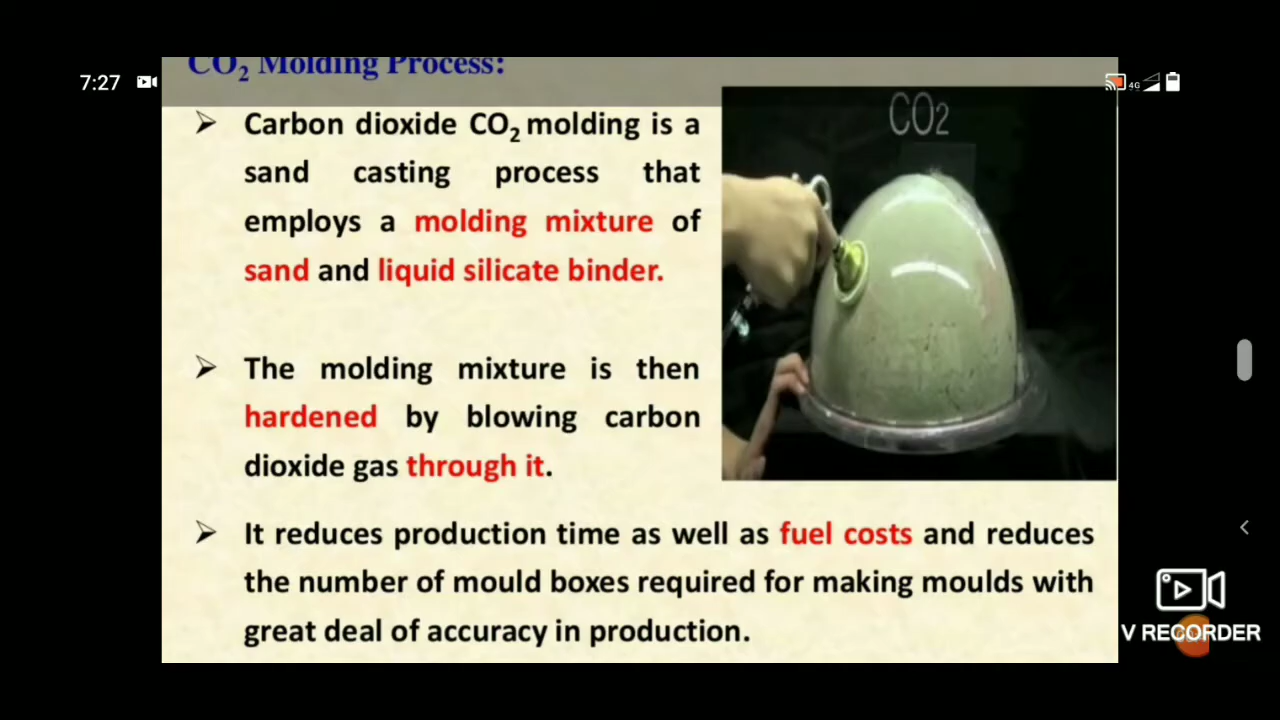 7:27
4G
CO₂ Molding Process:
CO2
➢ Carbon dioxide CO₂ molding is a
sand casting process that
employs a molding mixture of
sand and liquid silicate binder.
➢ The molding mixture is then
hardened by blowing carbon
dioxide gas through it.
➢ It reduces production time as well as fuel costs and reduces
the number of mould boxes required for making moulds with
great deal of accuracy in production.
V RECORDER